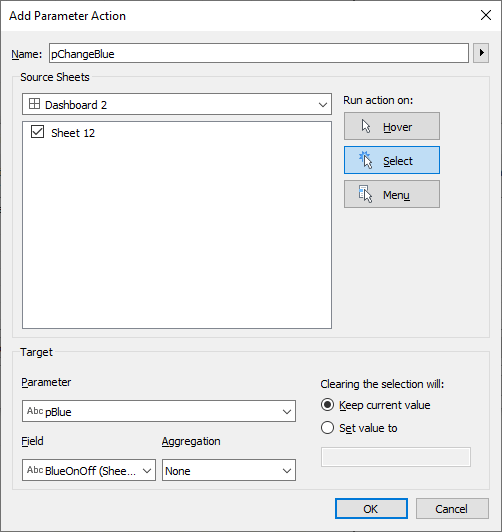 Add Parameter Action
Name: pChangeBlue
Source Sheets
Dashboard 2
Run action on:
Sheet 12
Hover
Select
Menu
Target
Parameter
Abc pBlue
Clearing the selection will:
Keep current value
Set value to
Field
Aggregation
Abc BlueOnOff (Shee...
None
OK
Cancel